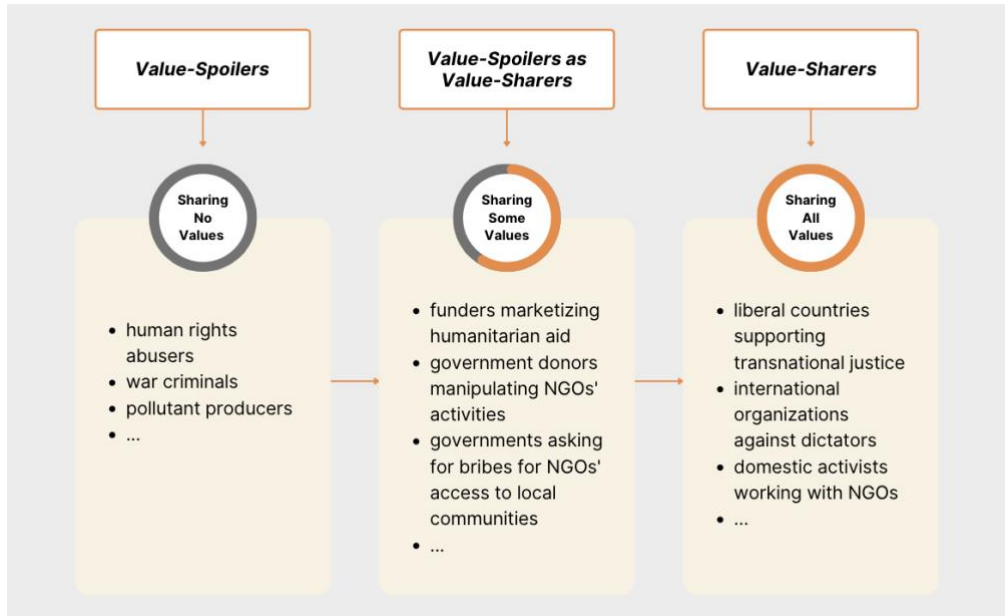 Value-Spoilers
Sharing
No
Values
• human rights
abusers
• war criminals
• pollutant producers
• ...
Value-Spoilers as
Value-Sharers
Sharing
Some
Values
• funders marketizing
humanitarian aid
• government donors
manipulating NGOs'
activities
• governments asking
for bribes for NGOs'
access to local
communities
• ...
Value-Sharers
Sharing
All
Values
• liberal countries
supporting
transnational justice
• international
organizations
against dictators
• domestic activists
working with NGOs
• ...